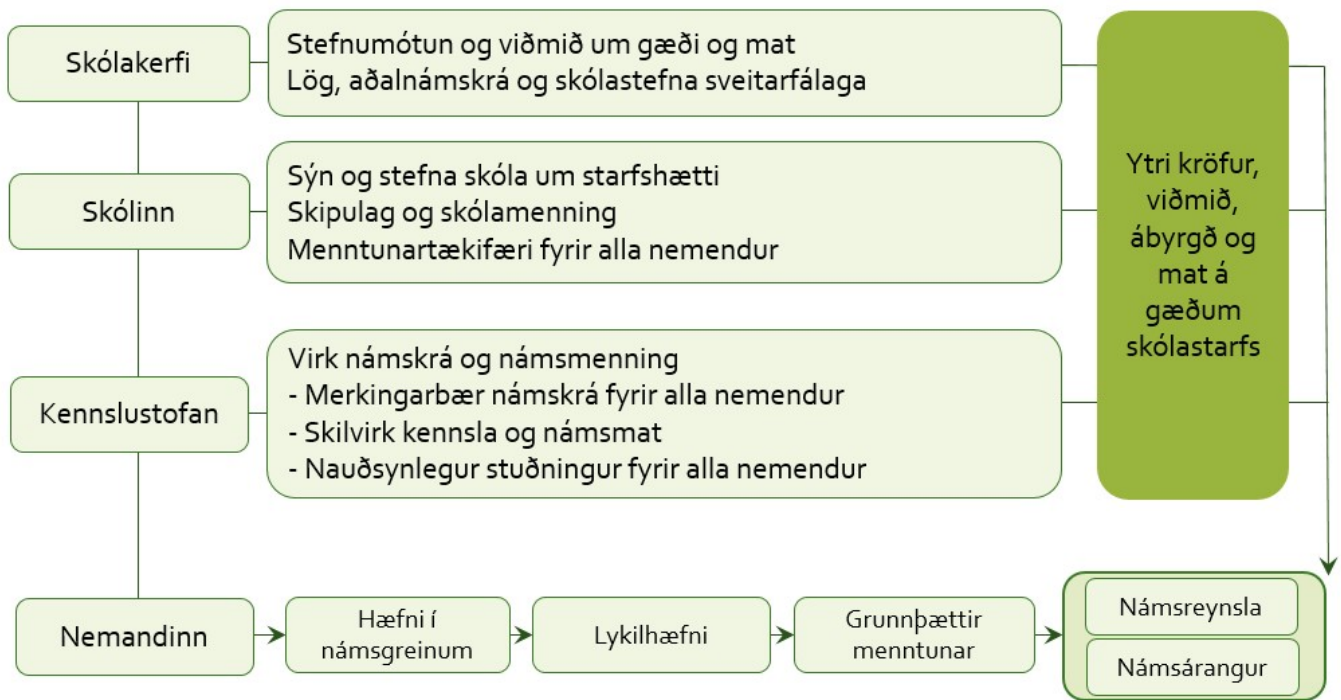 Skólakerfi
Stefnumótun og viðmið um gæði og mat
Lög, aðalnámskrá og skólastefna sveitarfálaga
Skólinn
Sýn og stefna skóla um starfshætti
Skipulag og skólamenning
Menntunartækifæri fyrir alla nemendur
Kennslustofan
Virk námskrá og námsmenning
- Merkingarbær námskrá fyrir alla nemendur
- Skilvirk kennsla og námsmat
- Nauðsynlegur stuðningur fyrir alla nemendur
Ytri kröfur,
viðmið,
ábyrgð og
mat á
gæðum
skólastarfs
Nemandinn
Hæfni í
námsgreinum
Lykilhæfni
Grunnþættir
menntunar
Námsreynsla
Námsárangur